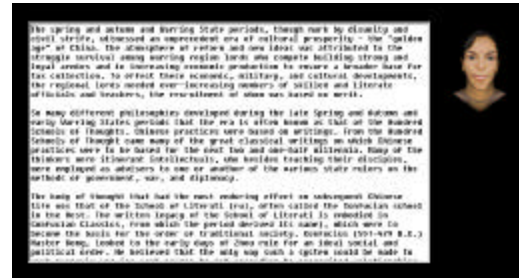 The spring and autumn and Warring State periods, though mark by disunity and
civil strife, witnessed an unprecedented era of cultural prosperity - the "golden
age" of China. The atmosphere of reform and new ideas was attributed to the
struggle survival among warring region lords who compete building strong and
loyal armies and in increasing economic production to ensure a broader base for
tax collection. To effect these economic, military, and cultural developments,
the regional lords needed ever-increasing numbers of skilled and literate
officials and teachers, the recruitment of whom was based on merit.
So many different philosophies developed during the late Spring and Autumn and
early Warring States periods that the era is often known as that of the Hundred
Schools of Thought. Chinese practices were based on writings. From the Hundred
Schools of Thought came many of the great classical writings on which Chinese
practices were to be based for the next two and one-half millennia. Many of the
thinkers were itinerant intellectuals, who besides teaching their disciples,
were employed as advisers to one or another of the various state rulers on the
methods of government, war, and diplomacy.
The body of thought that had the most enduring effect on subsequent Chinese
life was that of the School of Literati (ru), often called the Confucian school
in the West. The written legacy of the School of Literati is embodied in
Confucian Classics, from which the period derived its name, which were to
become the basis for the order of traditional society. Confucius (551-479 B.C.)
Master Kong, looked to the early days of Zhou rule for an ideal social and
political order. He believed that the only way such a system could be made to